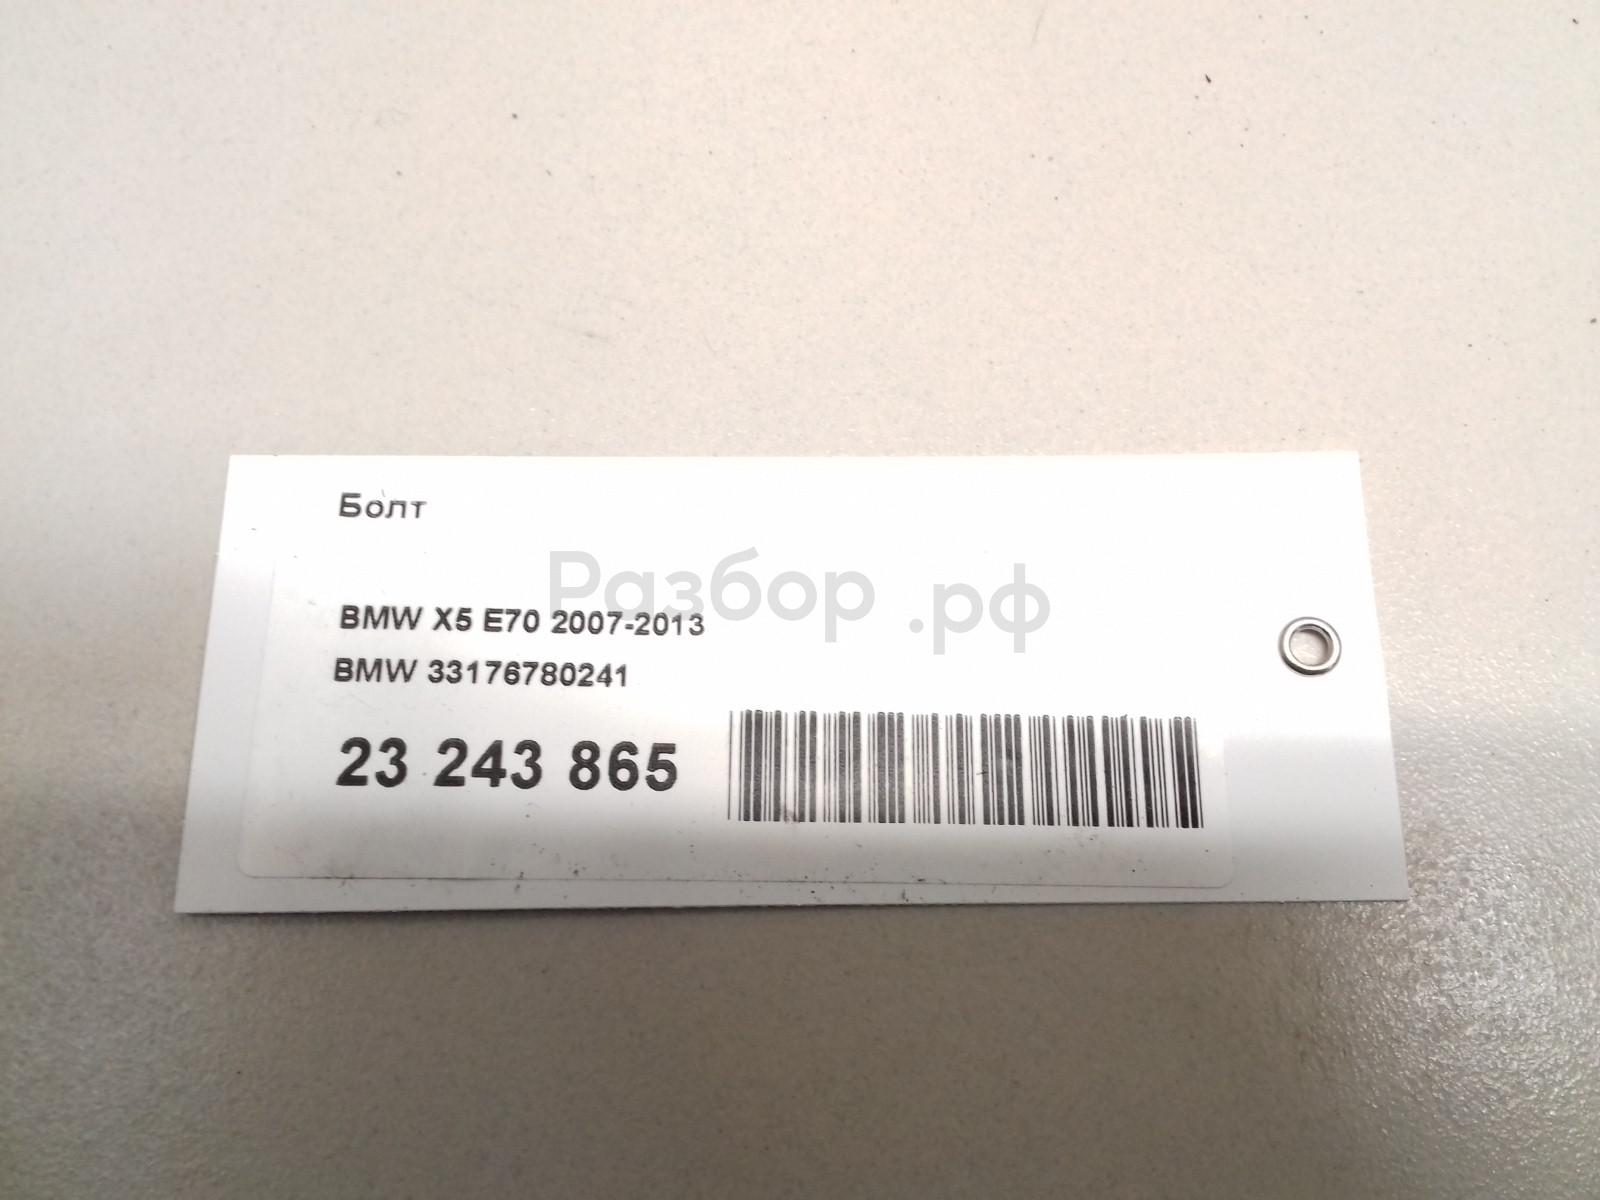 Болт
Разбор.рф
BMW X5 E70 2007-2013
BMW 33176780241
23 243 865